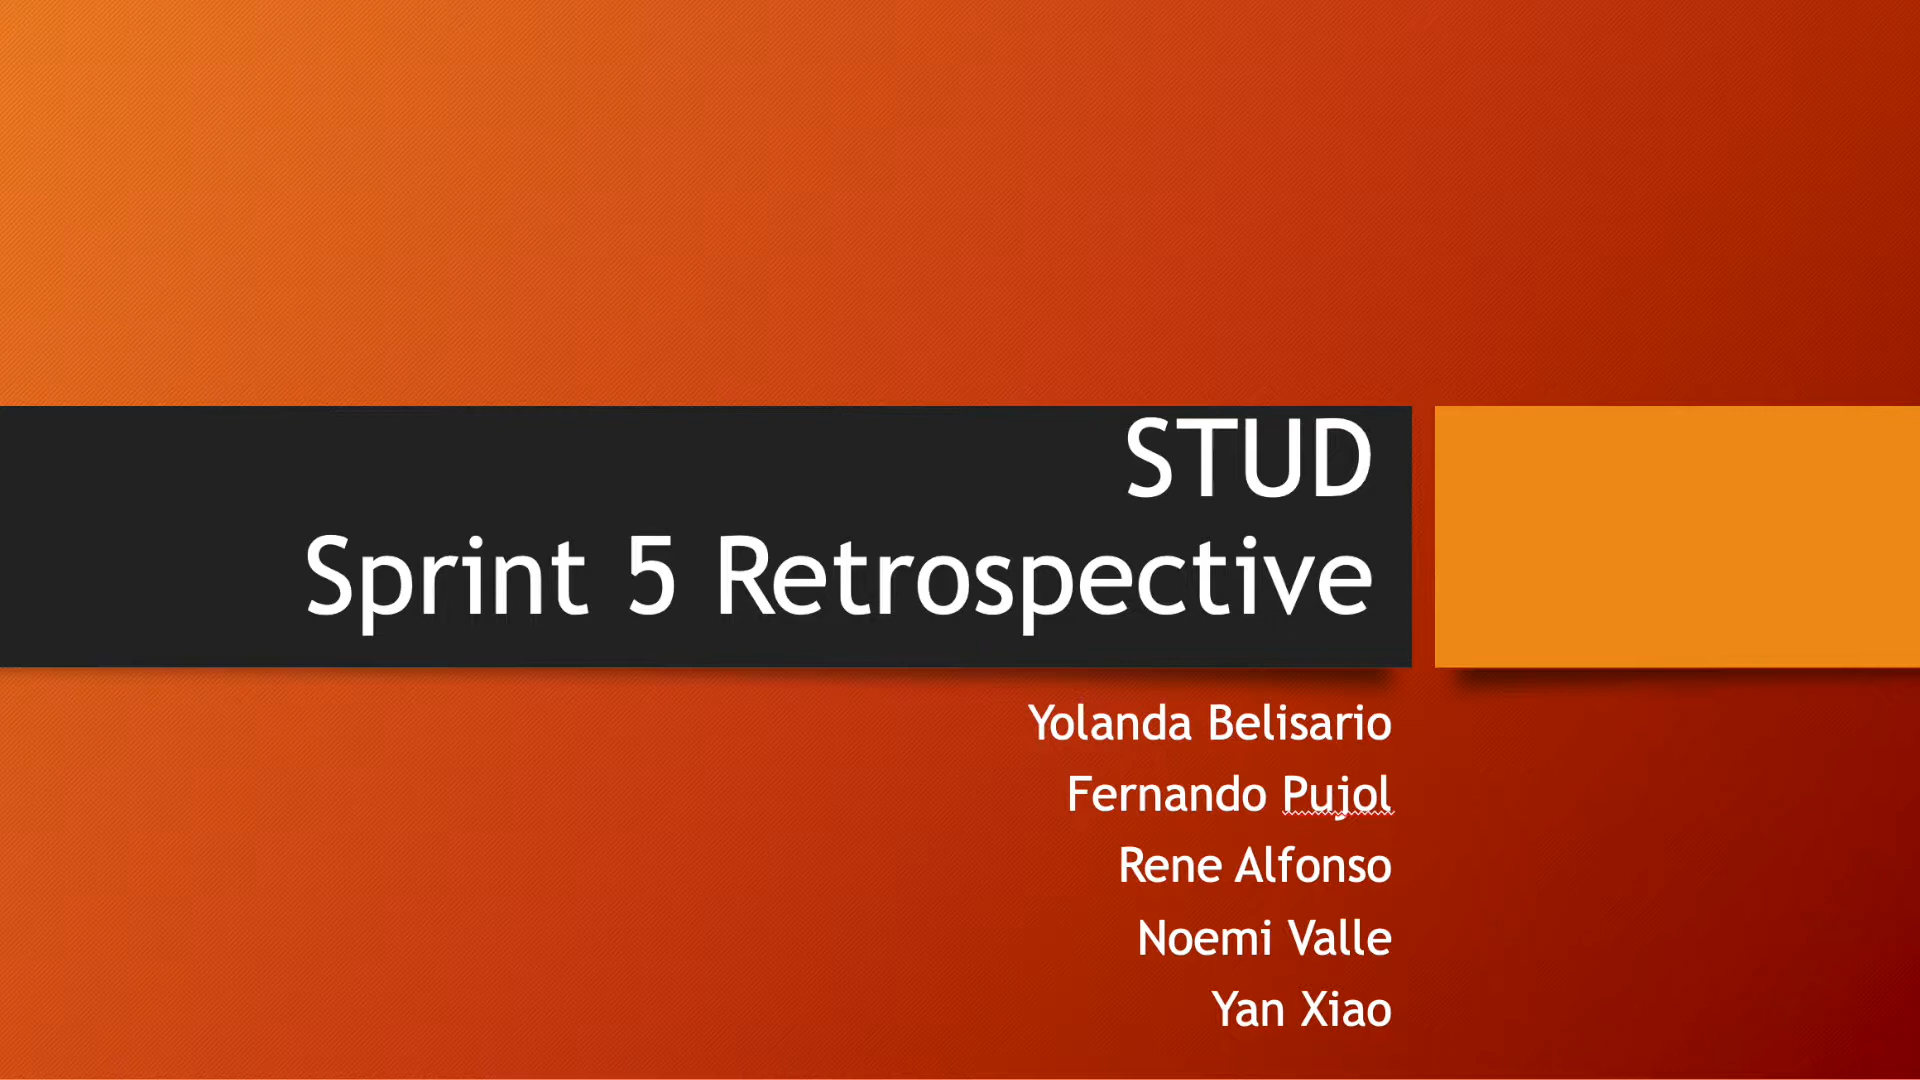 STUD
Sprint 5 Retrospective
Yolanda Belisario
Fernando Pujol
Rene Alfonso
Noemi Valle
Yan Xiao